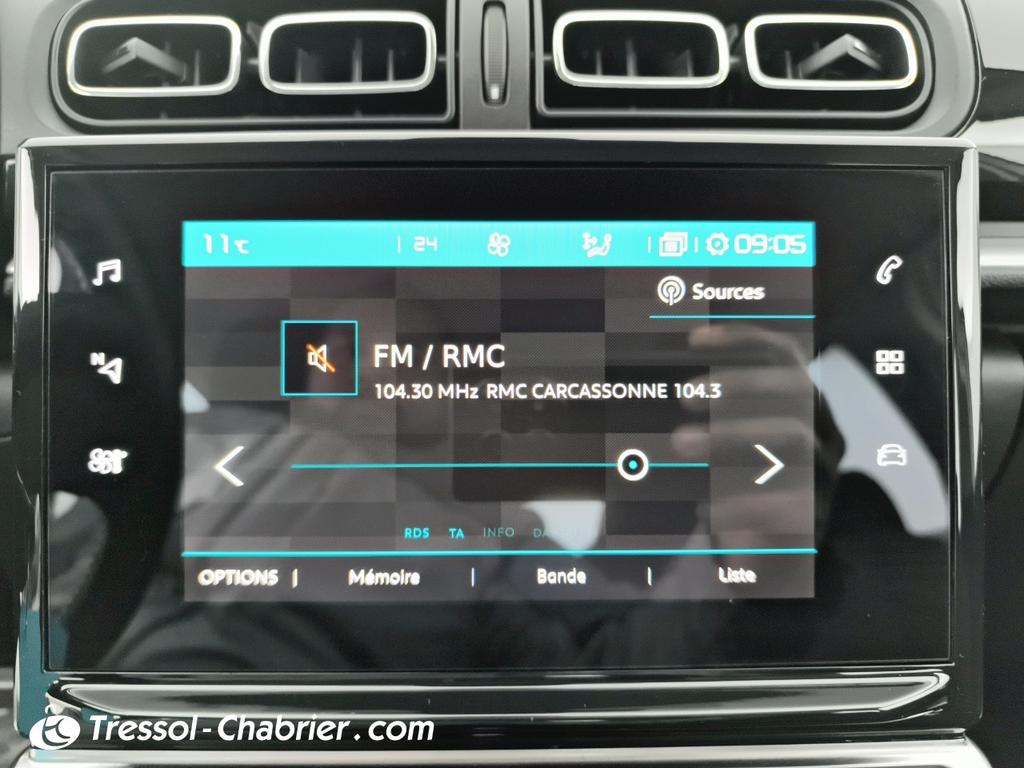 11°C | 24 | | 09:05
Sources
FM / RMC
104.30 MHz RMC CARCASSONNE 104.3
N
RDS TA INFO
OPTIONS | Mémoire | Bande | Liste
Tressol-Chabrier.com